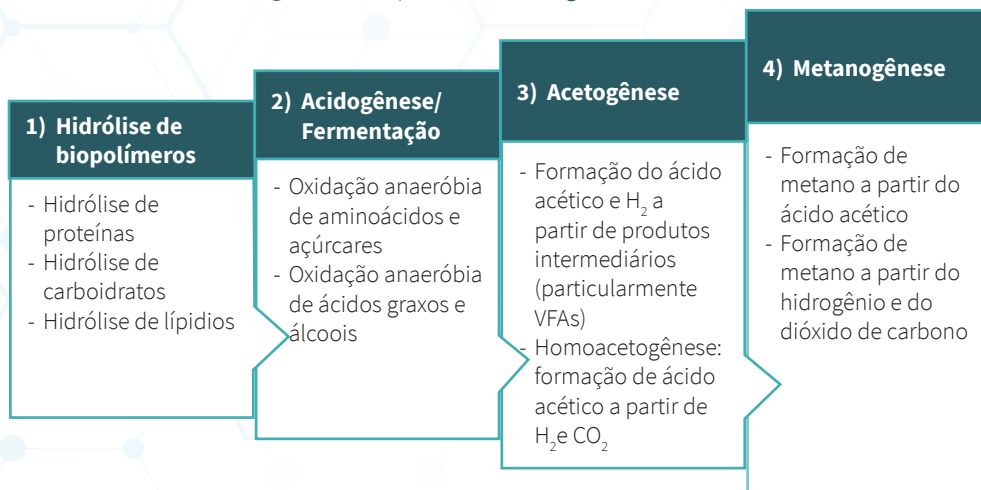 1) Hidrólise de
biopolímeros
- Hidrólise de
proteínas
- Hidrólise de
carboidratos
- Hidrólise de lípidios
2) Acidogênese/
Fermentação
- Oxidação anaeróbia
de aminoácidos e
açúrcares
- Oxidação anaeróbia
de ácidos graxos e
álcoois
3) Acetogênese
- Formação do ácido
acético e H₂ a
partir de produtos
intermediários
(particularmente
VFAs)
- Homoacetogênese:
formação de ácido
acético a partir de
H₂e CO₂
4) Metanogênese
- Formação de
metano a partir do
ácido acético
- Formação de
metano a partir do
hidrogênio e do
dióxido de carbono